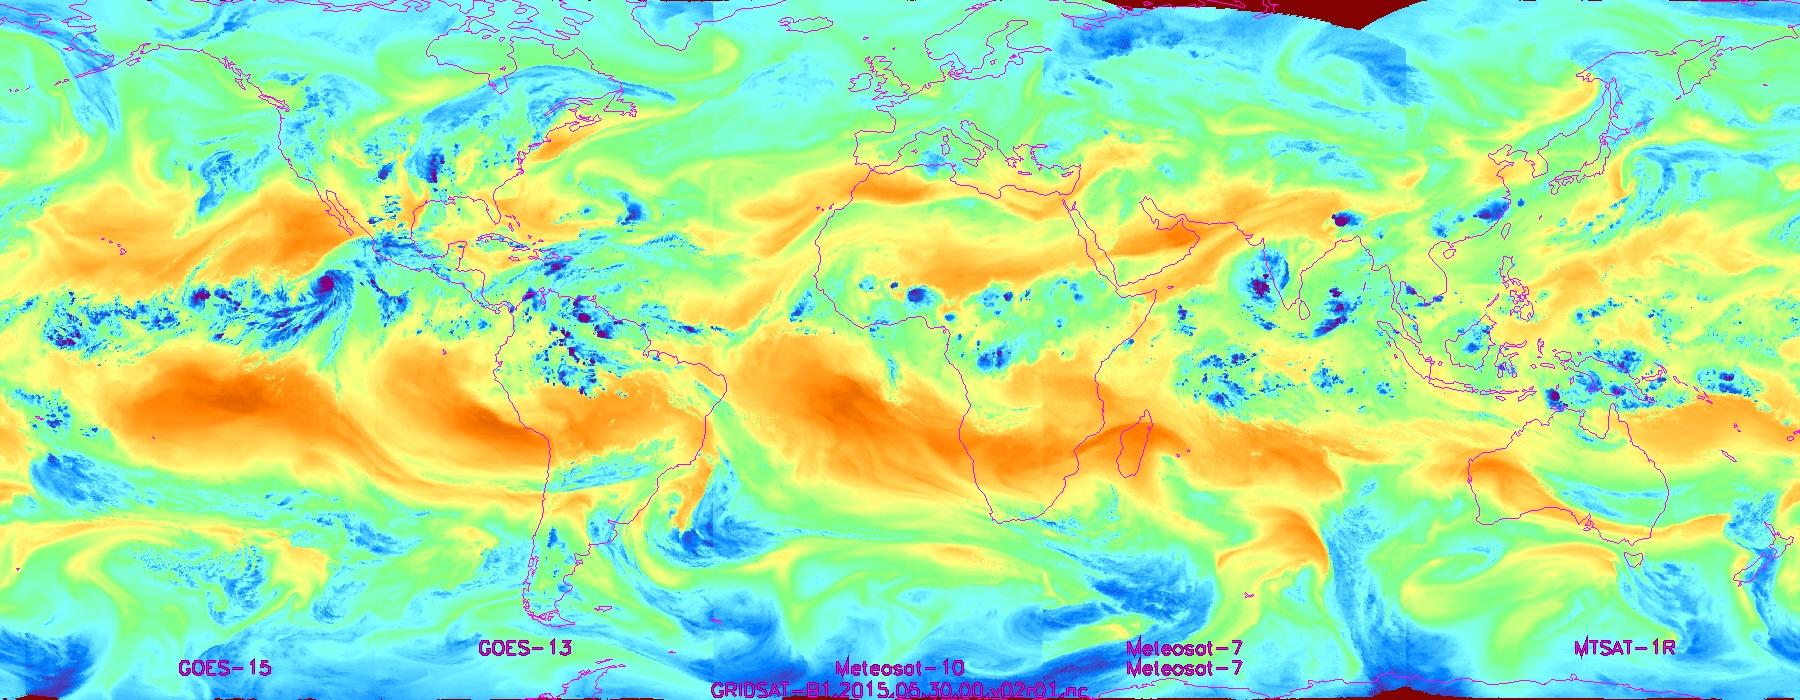 GOES-13
Meteosat-7
MTSAT-1R
GOES-15
Meteosat-10
Meteosat-7
GRIDSAT-B1.2015.05.30.00.v02r01.nc